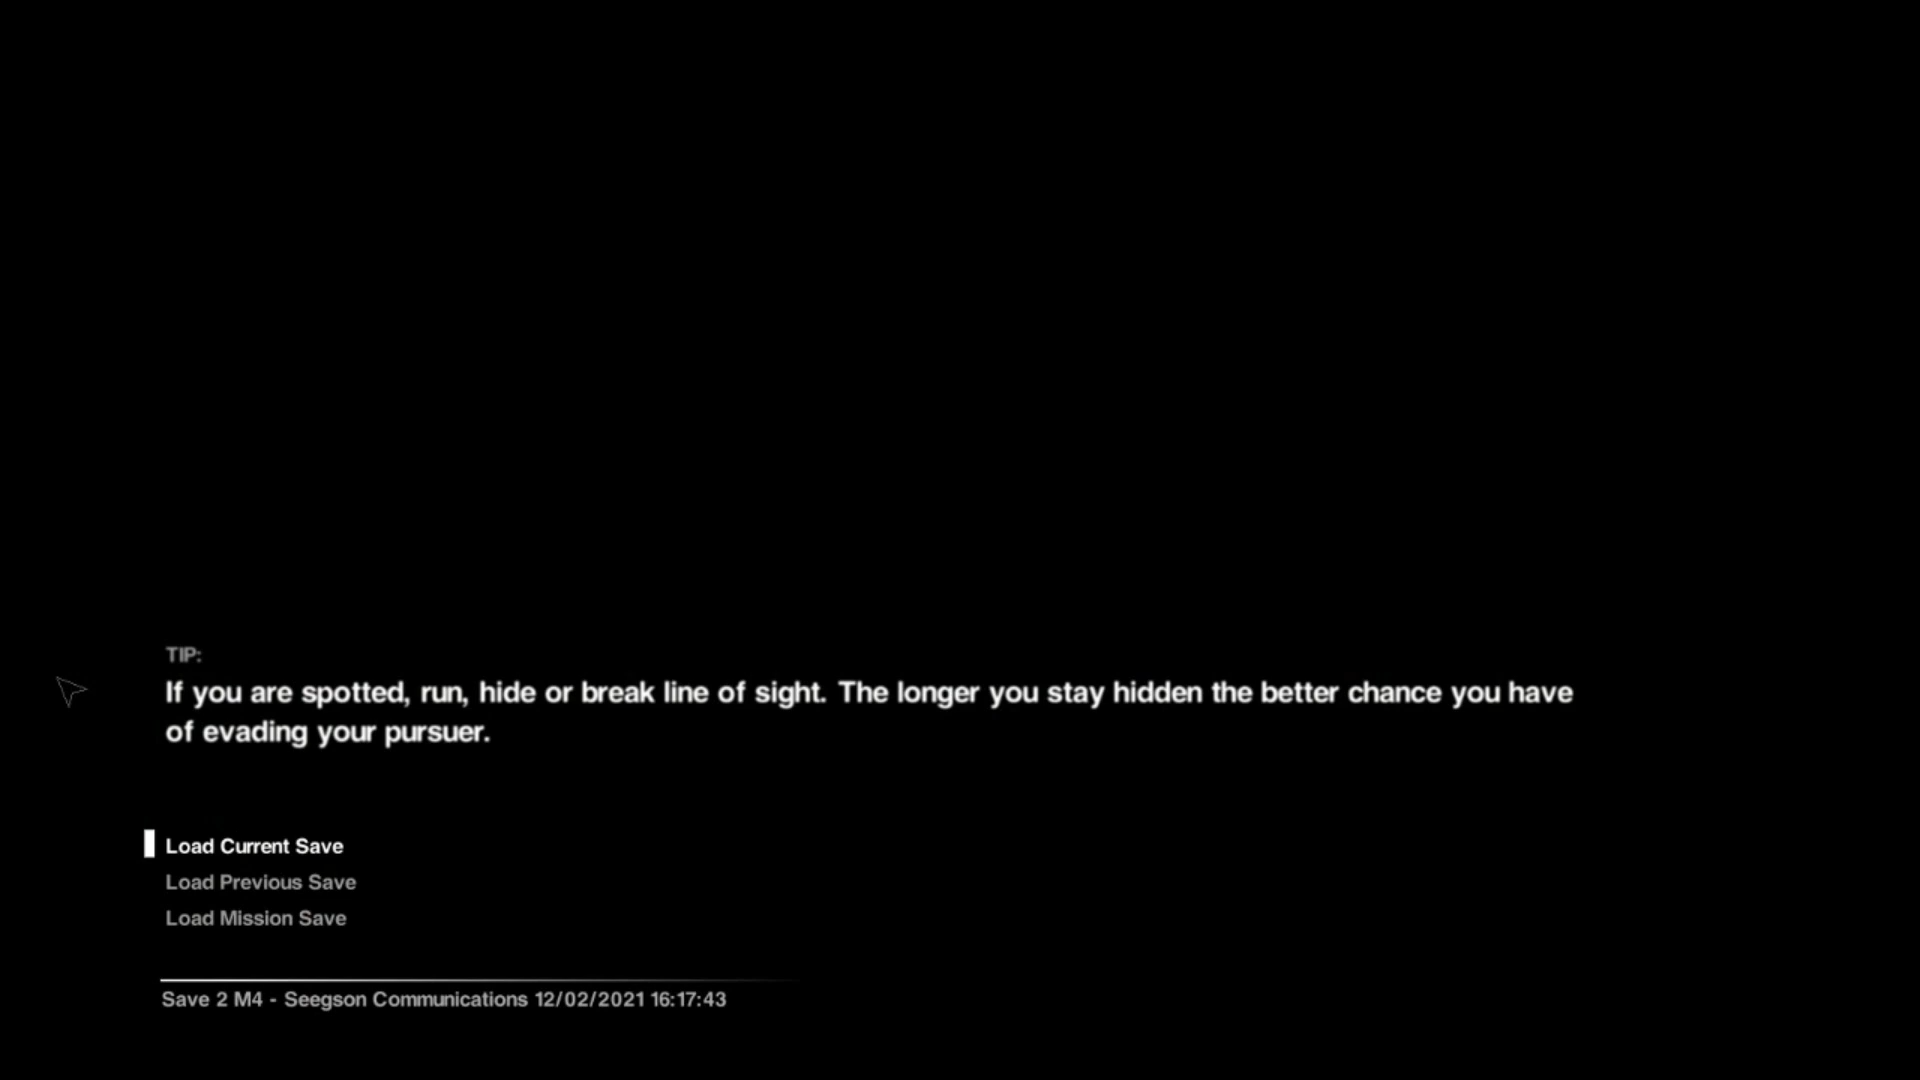 TIP:
If you are spotted, run, hide or break line of sight. The longer you stay hidden the better chance you have
of evading your pursuer.
Load Current Save
Load Previous Save
Load Mission Save
Save 2 M4 - Seegson Communications 12/02/2021 16:17:43